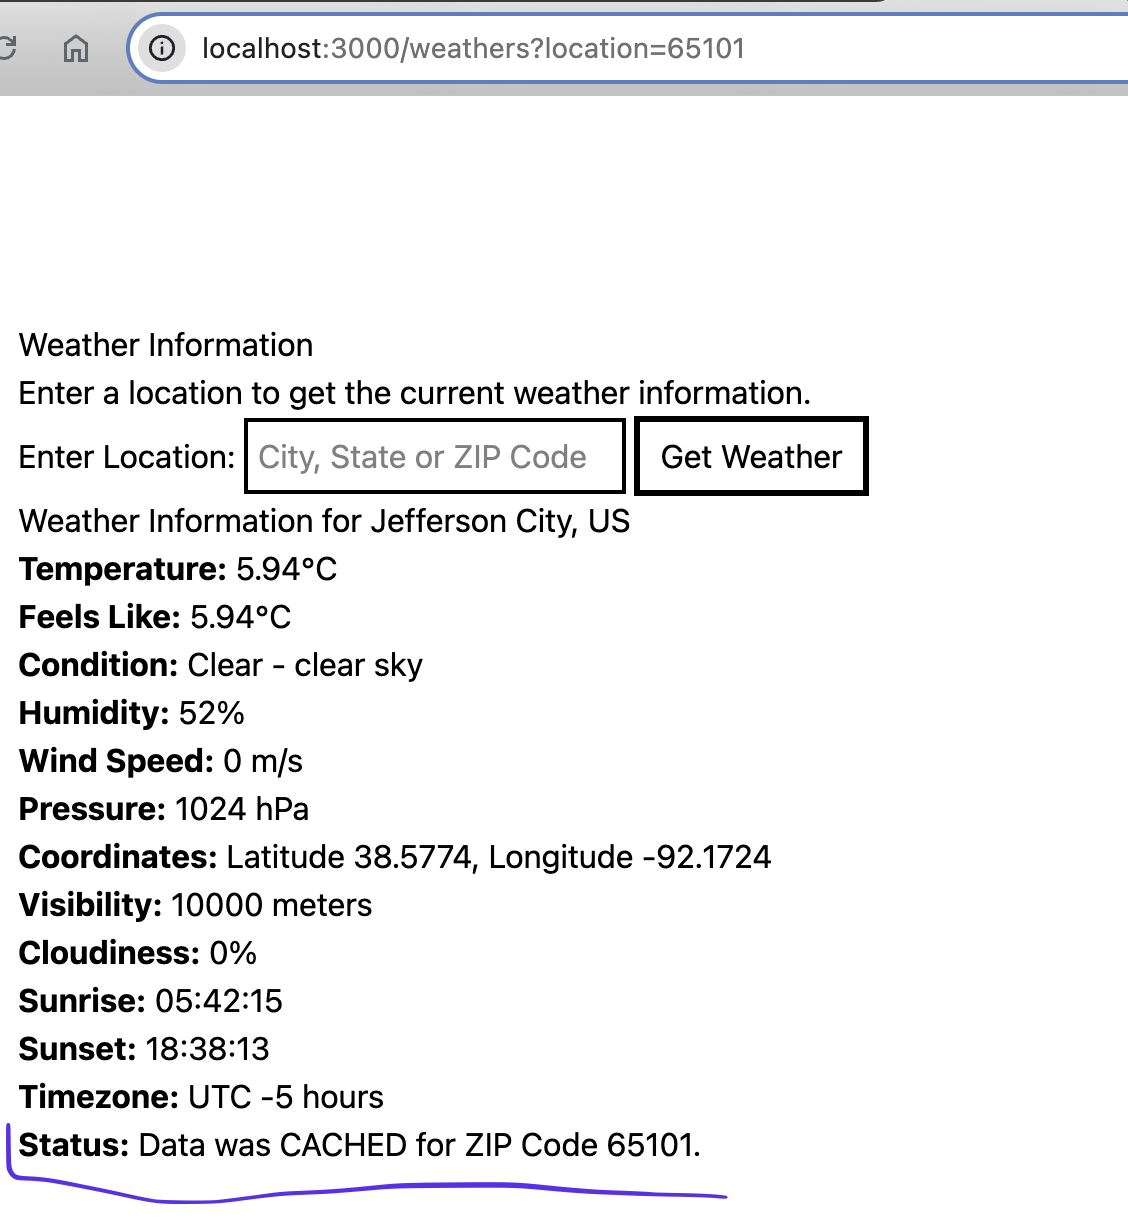 localhost:3000/weathers?location=65101
Weather Information
Enter a location to get the current weather information.
Enter Location: City, State or ZIP Code Get Weather
Weather Information for Jefferson City, US
Temperature: 5.94°C
Feels Like: 5.94°C
Condition: Clear - clear sky
Humidity: 52%
Wind Speed: 0 m/s
Pressure: 1024 hPa
Coordinates: Latitude 38.5774, Longitude -92.1724
Visibility: 10000 meters
Cloudiness: 0%
Sunrise: 05:42:15
Sunset: 18:38:13
Timezone: UTC -5 hours
Status: Data was CACHED for ZIP Code 65101.